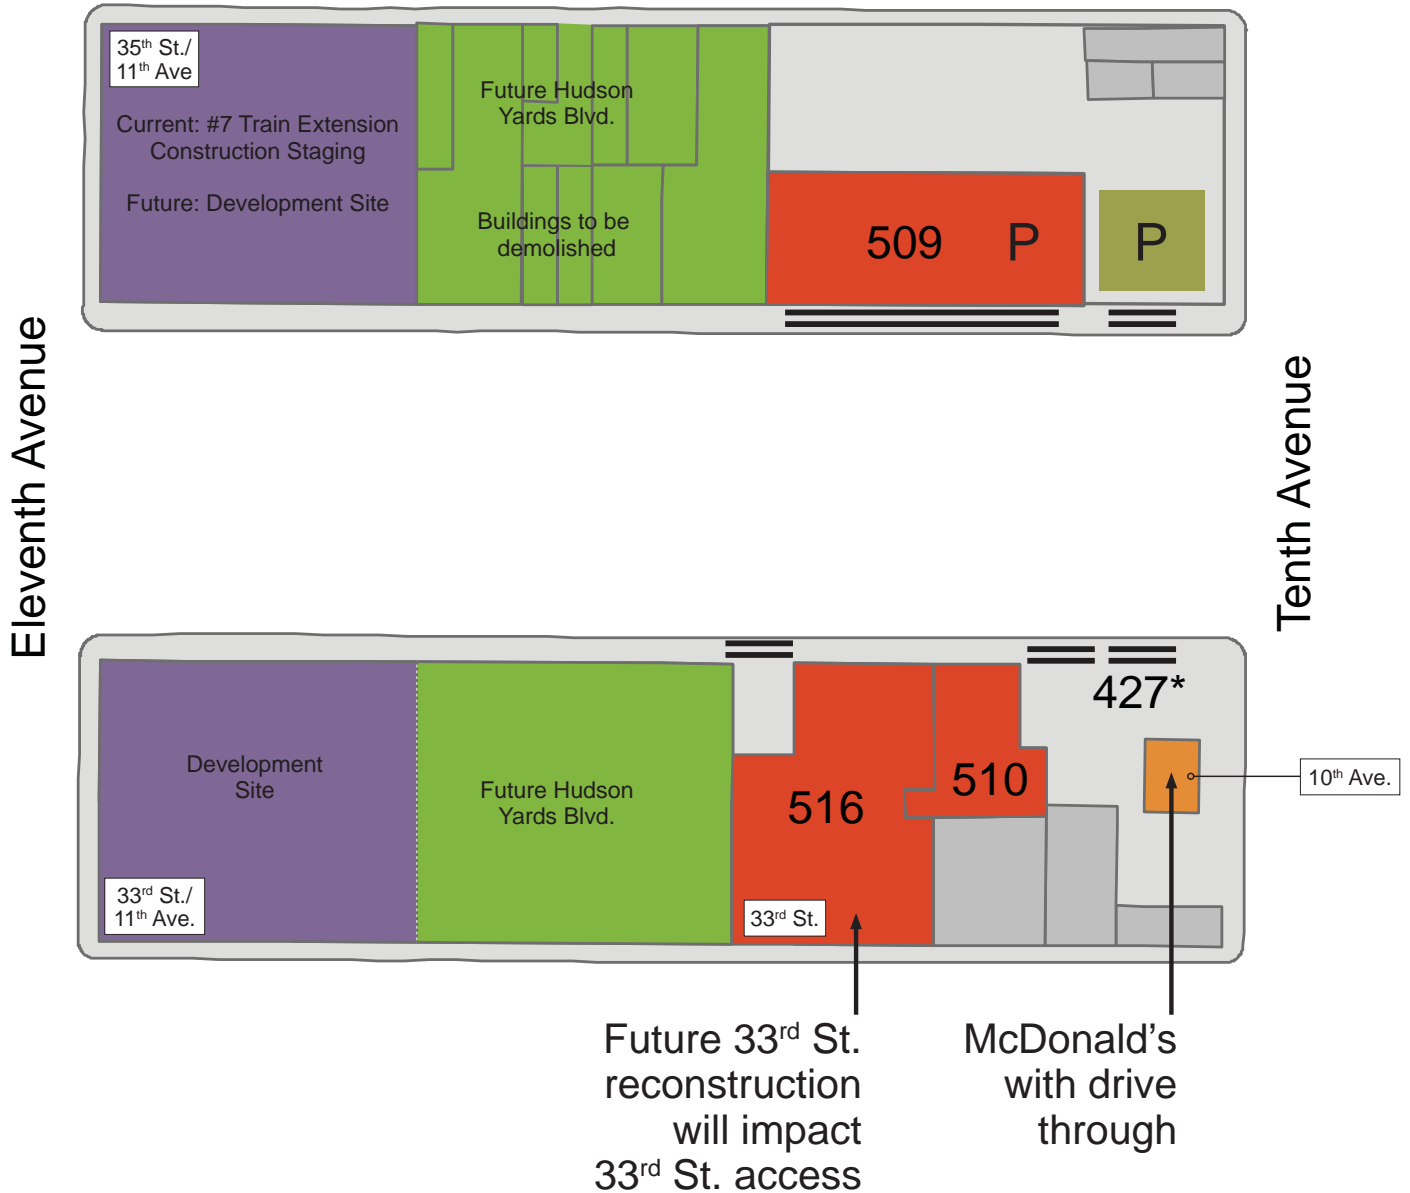 35th St./
11th Ave
Current: #7 Train Extension
Construction Staging
Future: Development Site
Future Hudson
Yards Blvd.
Buildings to be
demolished
509
P
P
Eleventh Avenue
Tenth Avenue
Development
Site
33rd St./
11th Ave.
Future Hudson
Yards Blvd.
516
33rd St.
510
427*
10th Ave.
Future 33rd St.
reconstruction
will impact
33rd St. access
McDonald's
with drive
through